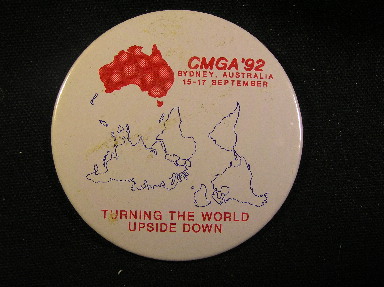 CMGA'92
SYDNEY, AUSTRALIA
15-17 SEPTEMBER
TURNING THE WORLD
UPSIDE DOWN